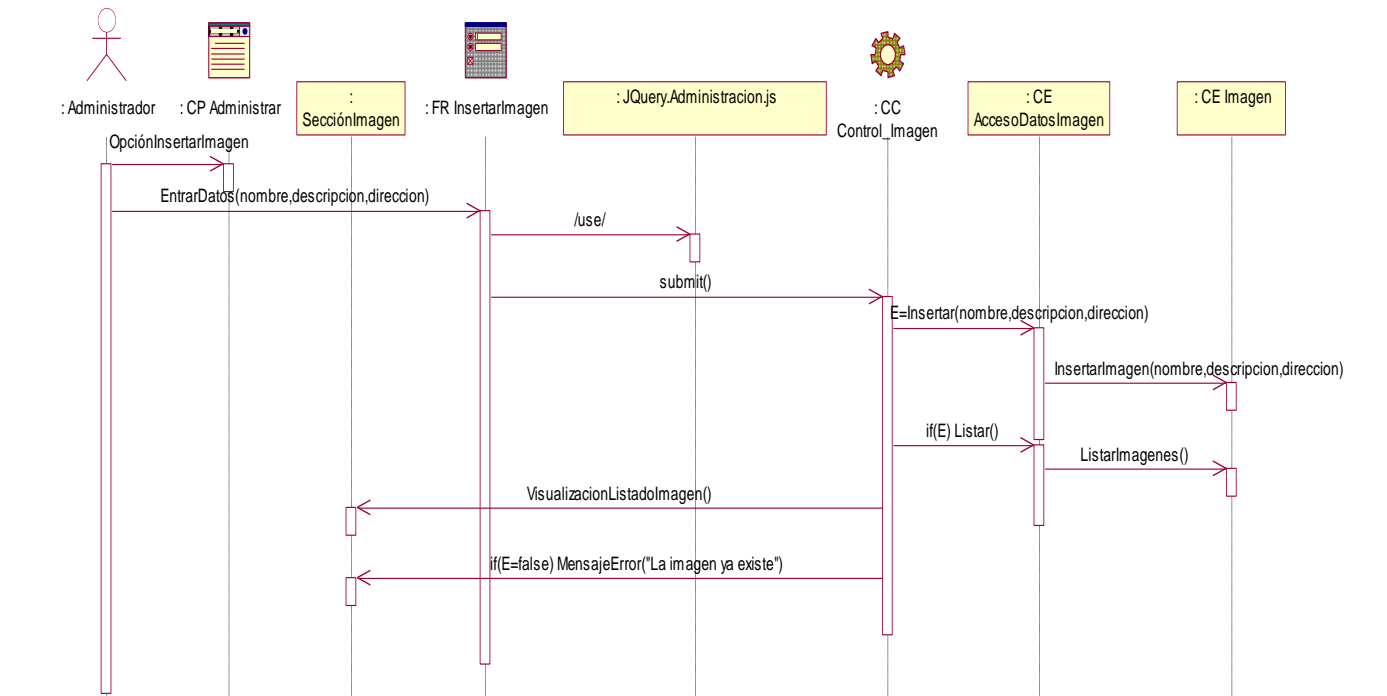 : Administrador
: CP Administrar
:
SecciónImagen
: FR InsertarImagen
: JQuery.Administracion.js
: CC
Control_Imagen
: CE
AccesoDatosImagen
: CE Imagen
OpciónInsertarImagen
EntrarDatos(nombre,descripcion,direccion)
/use/
submit()
E=Insertar(nombre,descripcion,direccion)
InsertarImagen(nombre,descripcion,direccion)
if(E) Listar()
ListarImagenes()
VisualizacionListadoImagen()
if(E=false) MensajeError("La imagen ya existe")